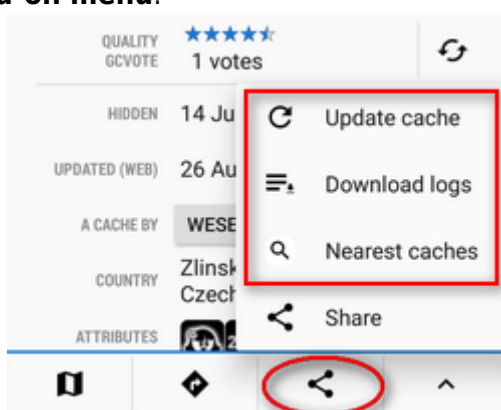 QUALITY
GCVOTE
1 votes
HIDDEN
14 Ju
Update cache
UPDATED (WEB)
26 Au
Download logs
A CACHE BY
WESE
Nearest caches
COUNTRY
Zlinsk
Czech
Share
ATTRIBUTES